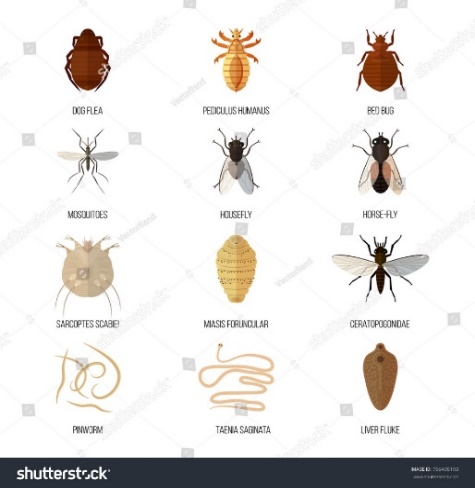 DOG FLEA
PEDICULUS HUMANUS
BED BUG
MOSQUITOES
HOUSEFLY
HORSE-FLY
SARCOPTES SCABIEI
MIASIS FORUNCULAR
CERATOPOGONIDAE
PINWORM
TAENIA SAGINATA
LIVER FLUKE
shutterstock